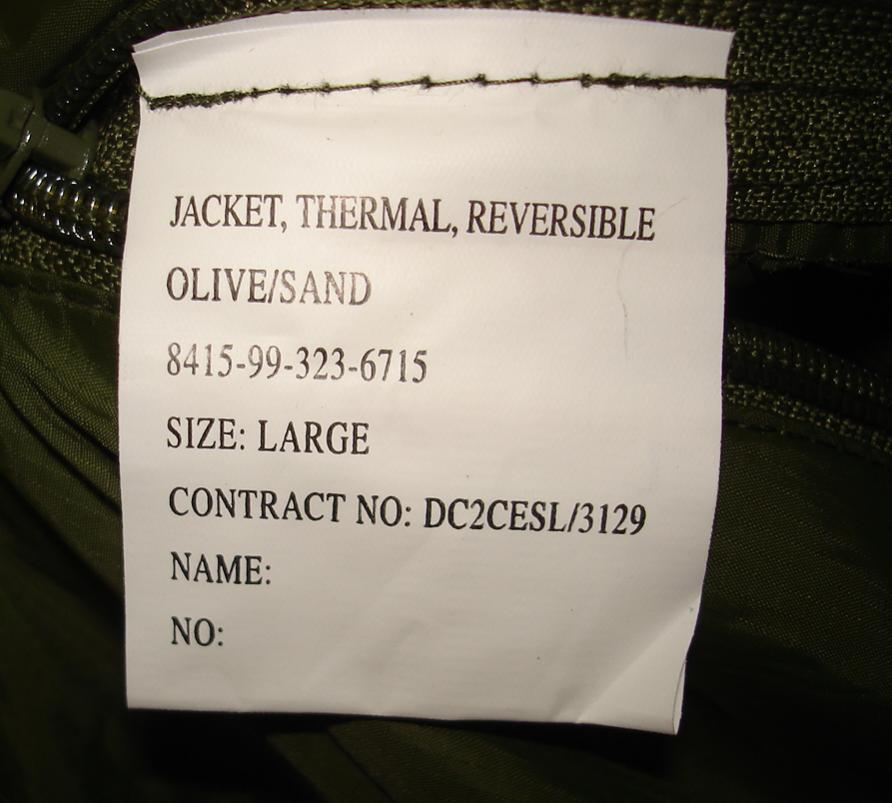 JACKET, THERMAL, REVERSIBLE
OLIVE/SAND
8415-99-323-6715
SIZE: LARGE
CONTRACT NO: DC2CESL/3129
NAME:
NO: